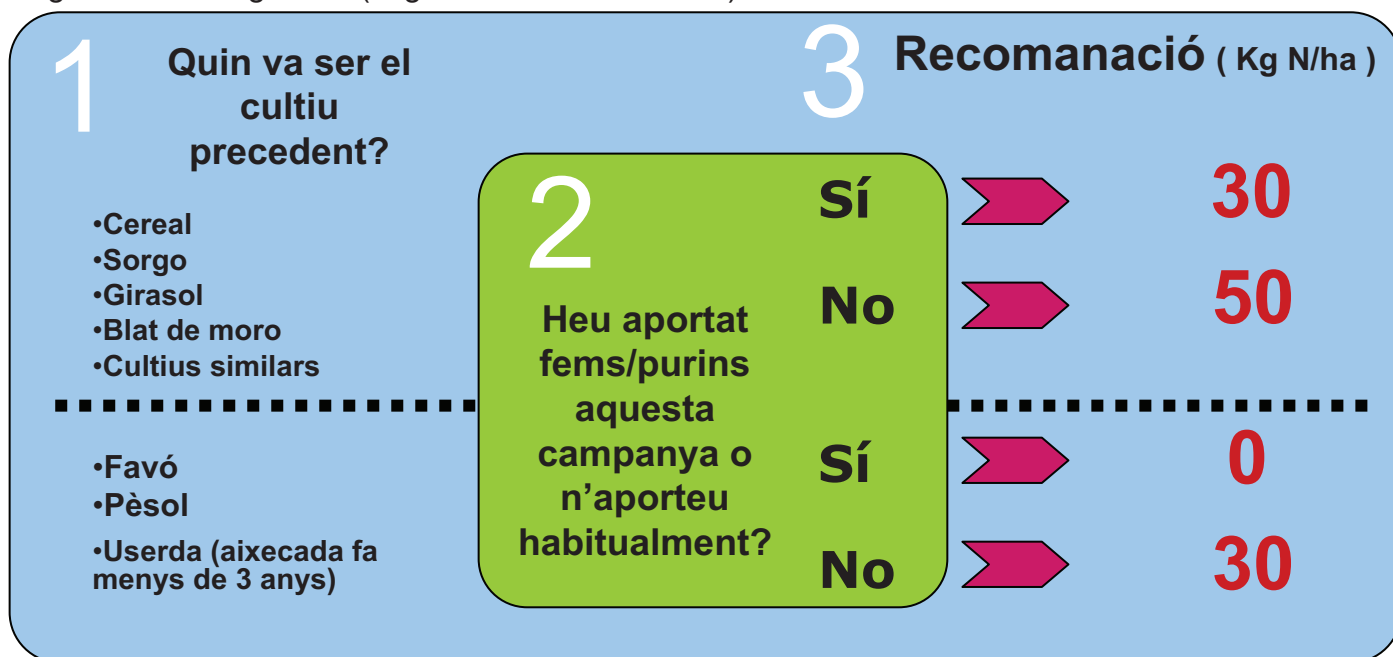 1
Quin va ser el
cultiu
precedent?
•Cereal
•Sorgo
•Girasol
•Blat de moro
•Cultius similars
•Favó
•Pèsol
•Userda (aixecada fa
menys de 3 anys)
2
Heu aportat
fems/purins
aquesta
campanya o
n’aporteu
habitualment?
3 Recomanació ( Kg N/ha )
Sí 30
No 50
Sí 0
No 30